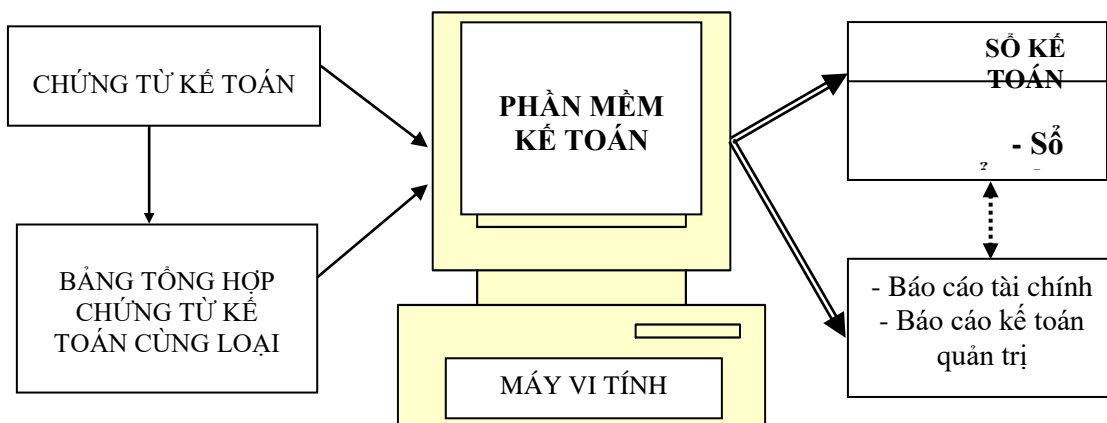 CHỨNG TỪ KẾ TOÁN
BẢNG TỔNG HỢP
CHỨNG TỪ KẾ
TOÁN CÙNG LOẠI
PHẦN MỀM
KẾ TOÁN
MÁY VI TÍNH
SỔ KẾ
TOÁN
- Sổ
- Báo cáo tài chính
- Báo cáo kế toán
quản trị